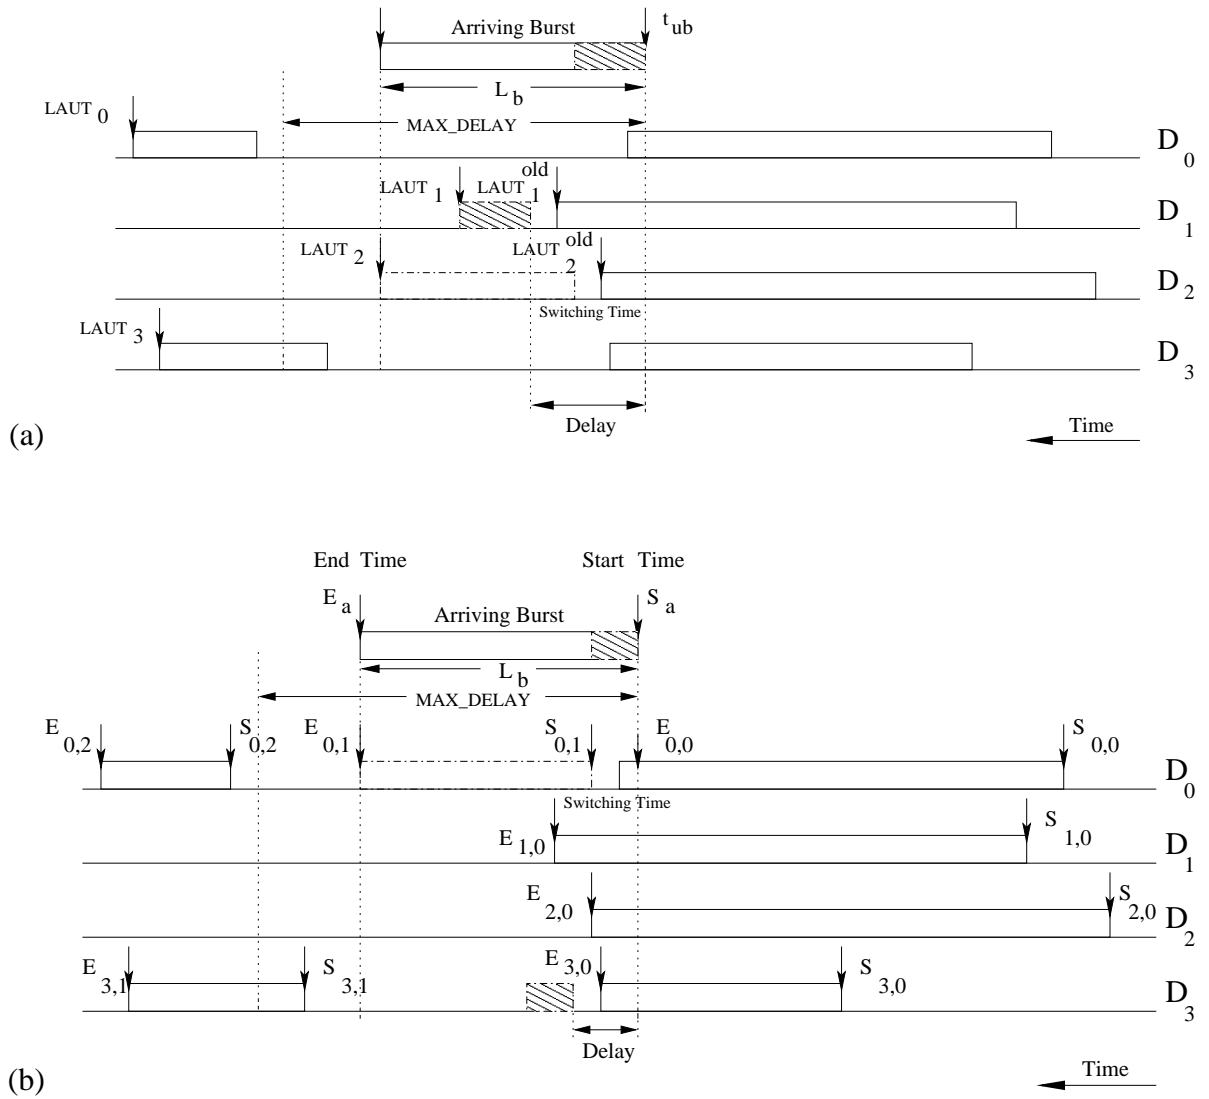 Arriving Burst
t ub
L b
LAUT 0
MAX_DELAY
D 0
LAUT 1
LAUT 1 old
D 1
LAUT 2
LAUT 2 old
D 2
Switching Time
LAUT 3
D 3
Delay
(a)
Time
End Time
Start Time
E a
Arriving Burst
S a
L b
MAX_DELAY
E 0,2
S 0,2
E 0,1
S 0,1
E 0,0
S 0,0
D 0
Switching Time
E 1,0
S 1,0
D 1
E 2,0
S 2,0
D 2
E 3,1
S 3,1
E 3,0
S 3,0
D 3
Delay
(b)
Time